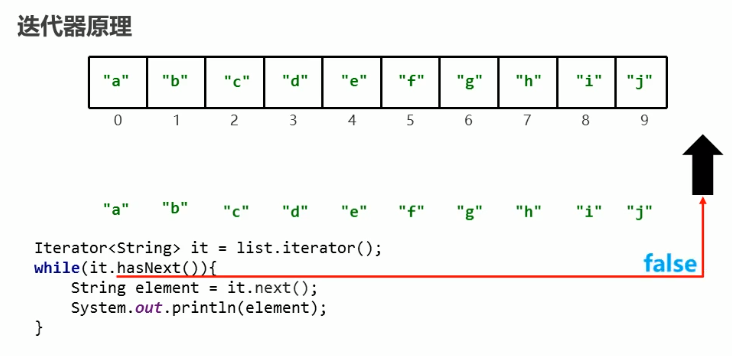 迭代器原理
"a" "b" "c" "d" "e" "f" "g" "h" "i" "j"
0 1 2 3 4 5 6 7 8 9
"a" "b" "c" "d" "e" "f" "g" "h" "i" "j"
Iterator<String> it = list.iterator();
while(it.hasNext()){
false
String element = it.next();
System.out.println(element);
}